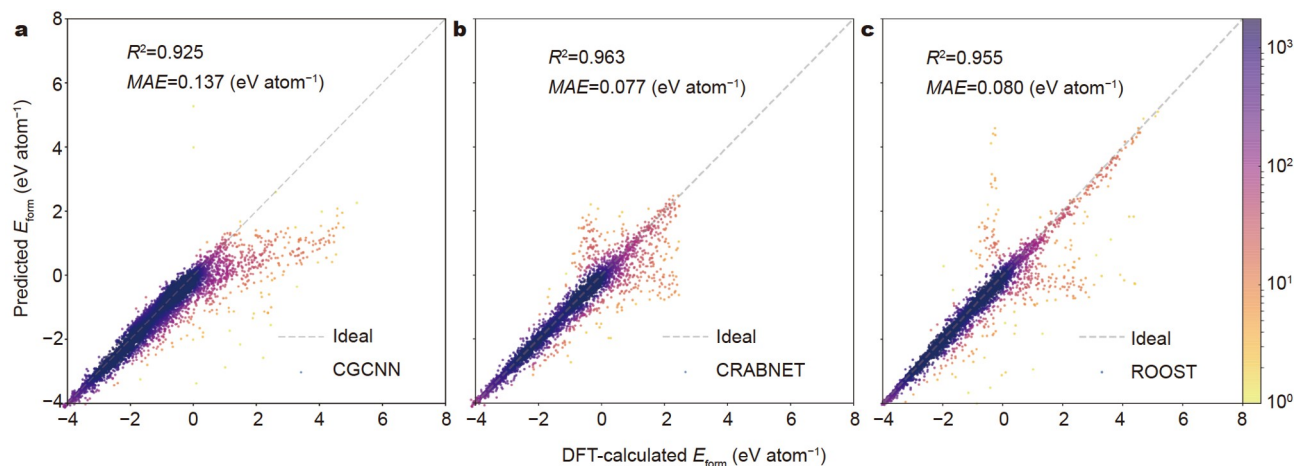 a
R²=0.925
MAE=0.137 (eV atom⁻¹)
Ideal
CGCNN
b
R²=0.963
MAE=0.077 (eV atom⁻¹)
Ideal
CRABNET
c
R²=0.955
MAE=0.080 (eV atom⁻¹)
Ideal
ROOST
Predicted E_form (eV atom⁻¹)
8
6
4
2
0
−2
−4
−4 −2 0 2 4 6 8
−4 −2 0 2 4 6 8
−4 −2 0 2 4 6 8
DFT-calculated E_form (eV atom⁻¹)
10³
10²
10¹
10⁰